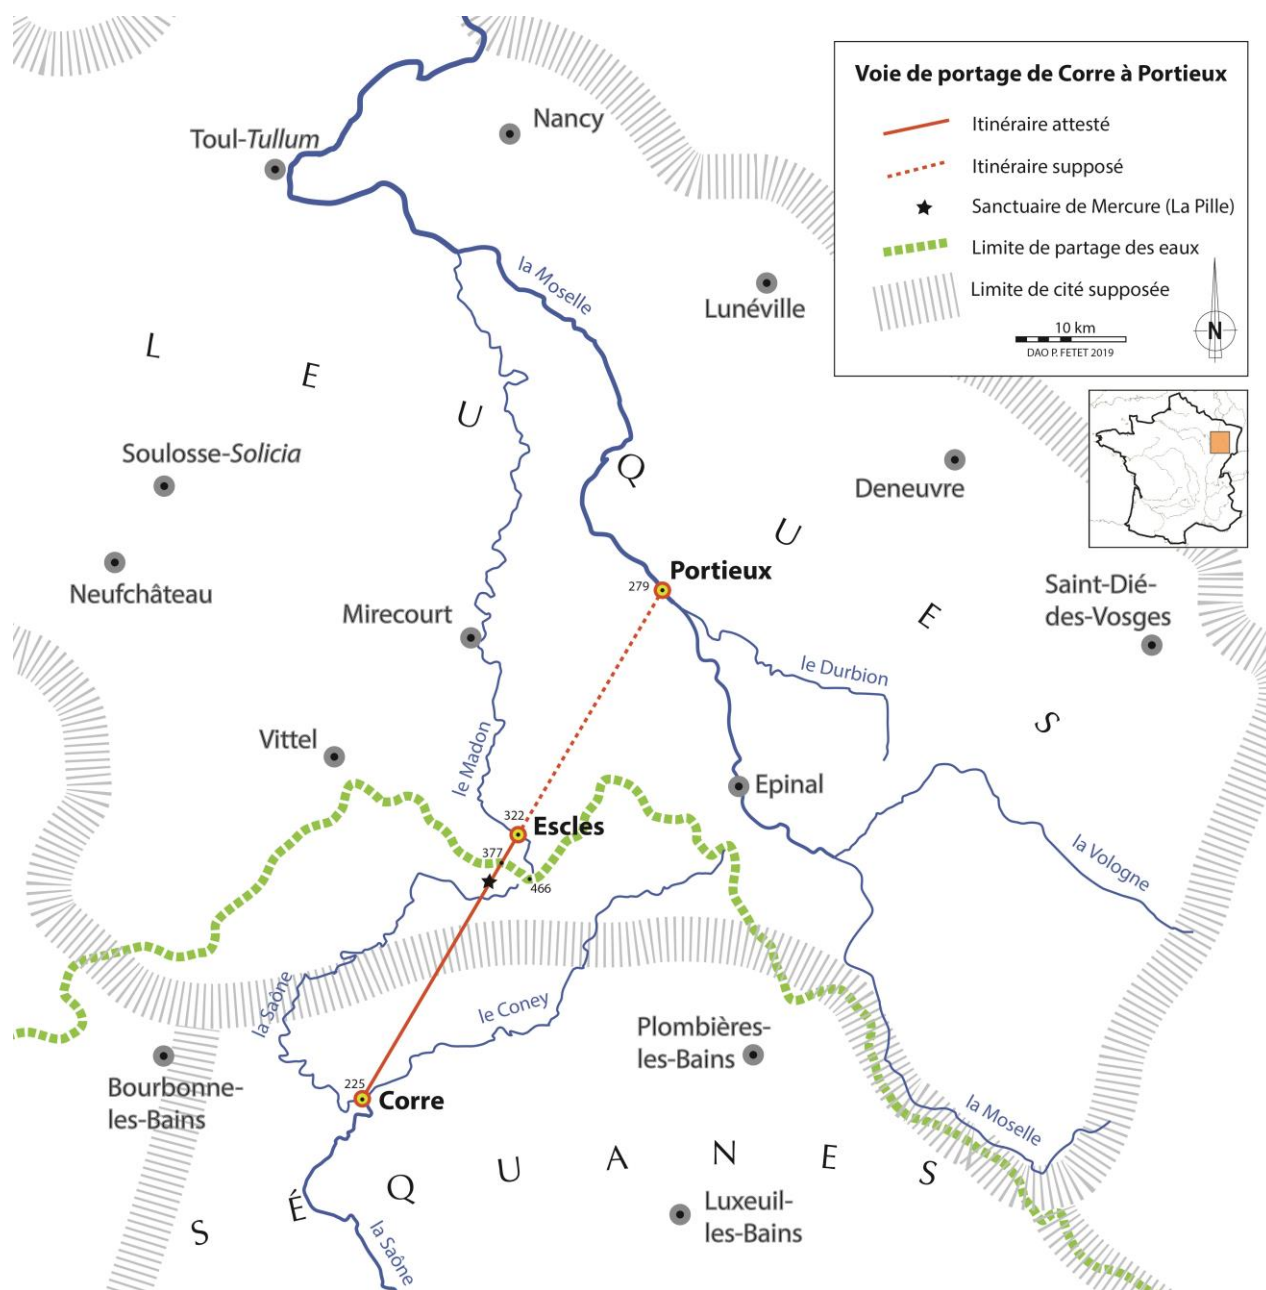 Voie de portage de Corre à Portieux
Itinéraire attesté
Itinéraire supposé
Sanctuaire de Mercure (La Pille)
Limite de partage des eaux
Limite de cité supposée
10 km
DAO P. FETET 2019
N
Nancy
Toul-Tullum
la Moselle
Lunéville
L E U Q U E S
Soulosse-Solicia
Deneuvre
Neufchâteau
Portieux
279
Saint-Dié-
des-Vosges
Mirecourt
le Durbion
Vittel
le Madon
Epinal
322
Escles
377
466
la Vologne
la Saône
le Coney
Plombières-
les-Bains
Bourbonne-
les-Bains
225
Corre
la Moselle
S É Q U A N E S
Luxeuil-
les-Bains
la Saône